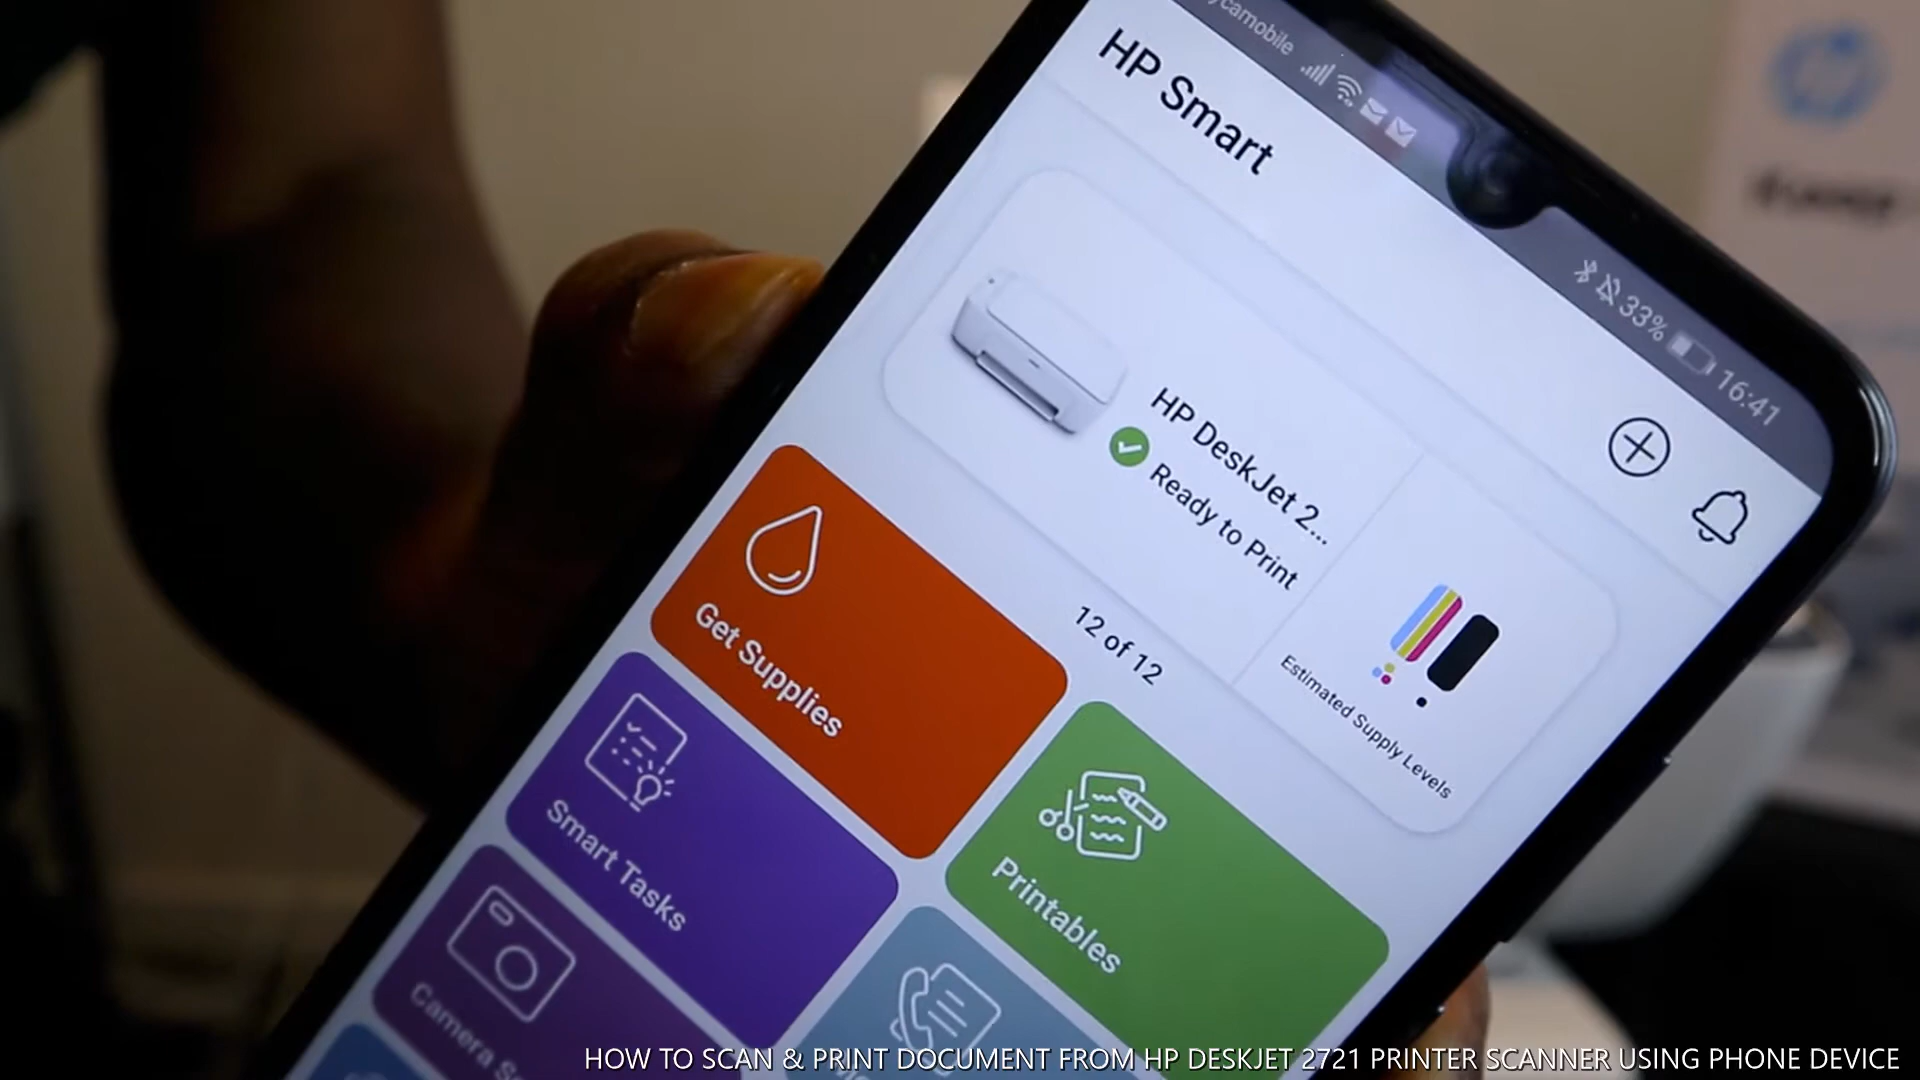 HP Smart
33%
16:41
HP DeskJet 2...
Ready to Print
12 of 12
Estimated Supply Levels
Get Supplies
Printables
Smart Tasks
Camera
HOW TO SCAN & PRINT DOCUMENT FROM HP DESKJET 2721 PRINTER SCANNER USING PHONE DEVICE